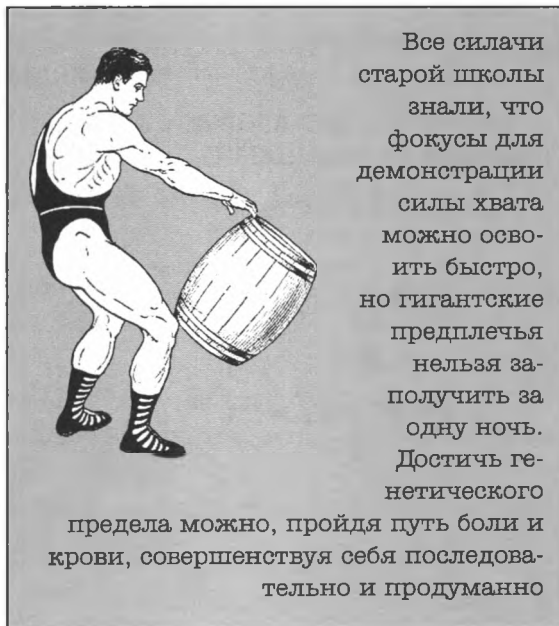 Все силачи
старой школы
знали, что
фокусы для
демонстрации
силы хвата
можно осво-
ить быстро,
но гигантские
предплечья
нельзя за-
получить за
одну ночь.
Достичь ге-
нетического
предела можно, пройдя путь боли и
крови, совершенствуя себя последова-
тельно и продуманно